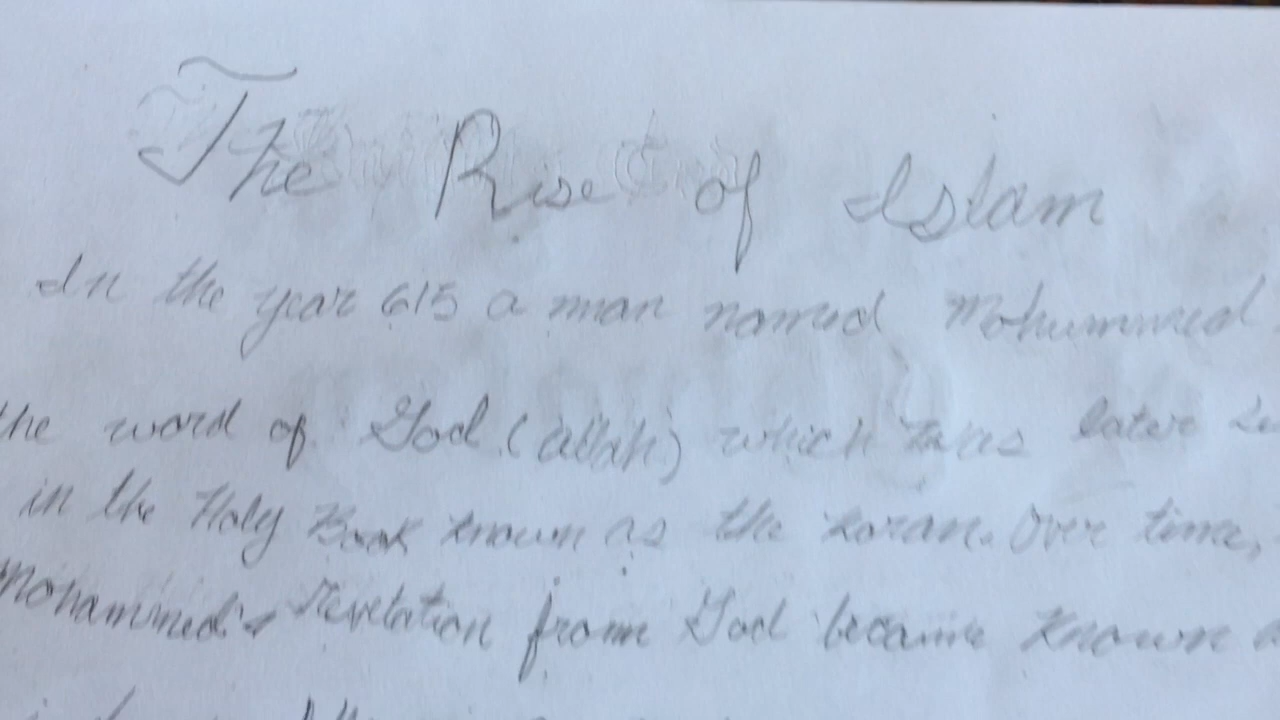 The Rise of Islam
In the year 615 a man named Mohummed
the word of God (allah) which was later
in the Holy Book known as the Koran. Over time,
Mohammed's Revelation from God became known